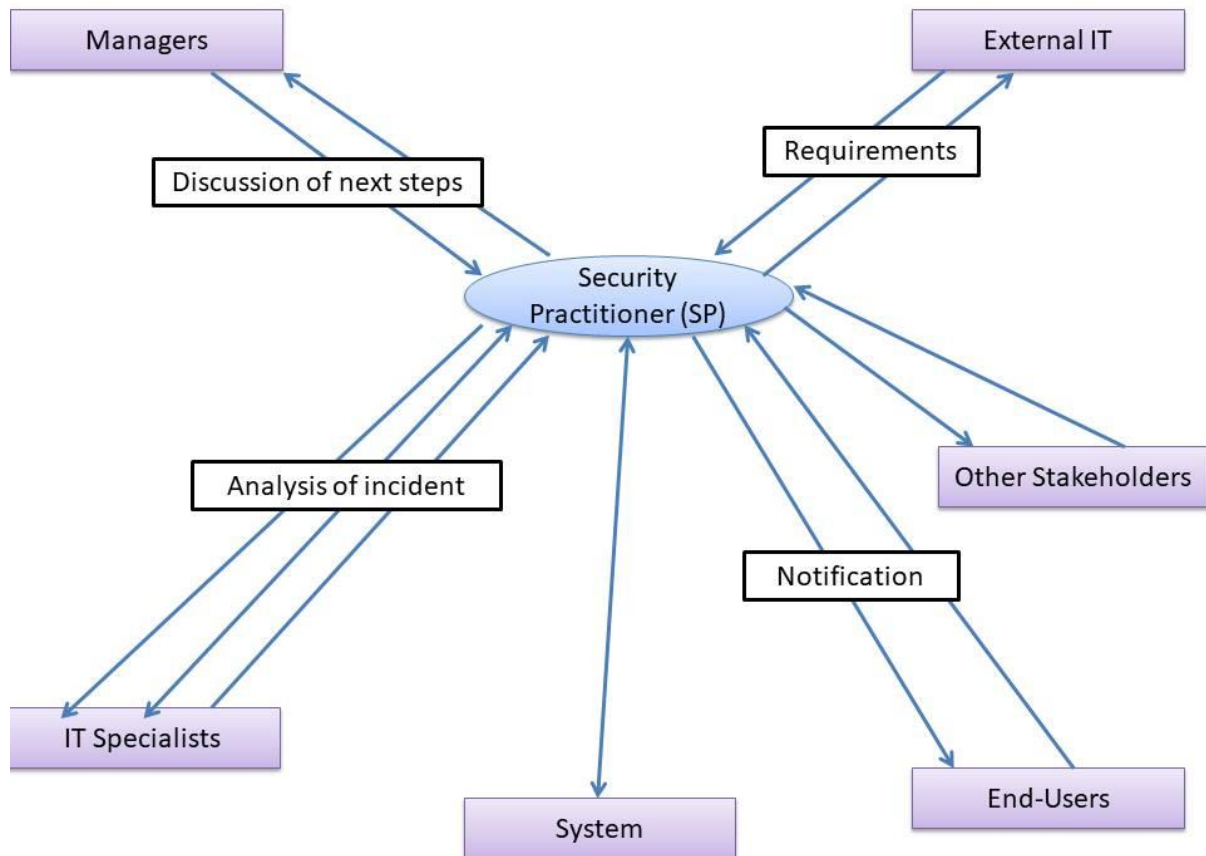 Managers
External IT
Requirements
Discussion of next steps
Security
Practitioner (SP)
Other Stakeholders
Analysis of incident
Notification
IT Specialists
End-Users
System